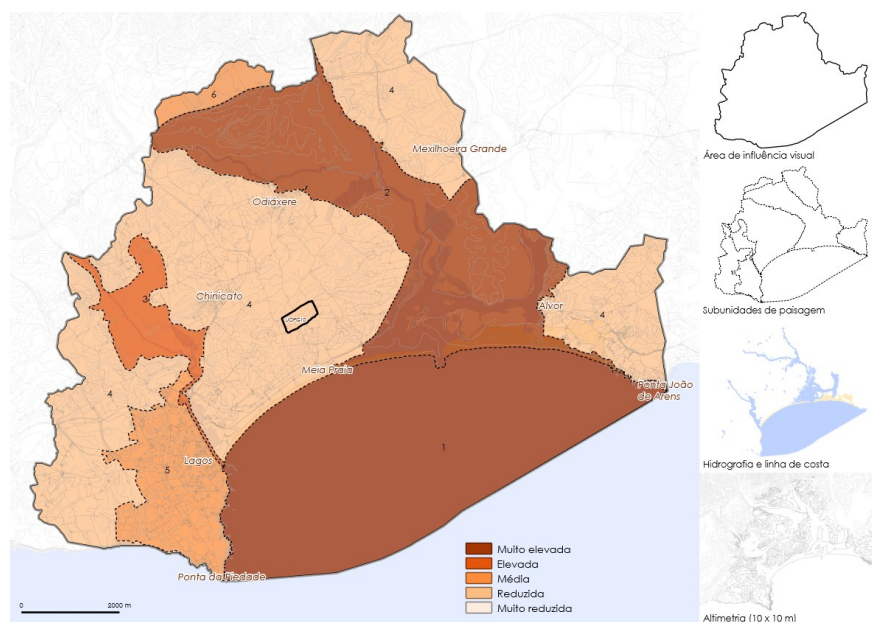 6
4
Mexilhoeira Grande
2
Odiáxere
3
Chinicato
4
Alvor
4
Meia Praia
4
Ponta João
de Arens
1
Lagos
5
Ponta da Piedade
0
2000 m
Muito elevada
Elevada
Média
Reduzida
Muito reduzida
Área de influência visual
Subunidades de paisagem
Hidrografia e linha de costa
Altimetria (10 x 10 m)